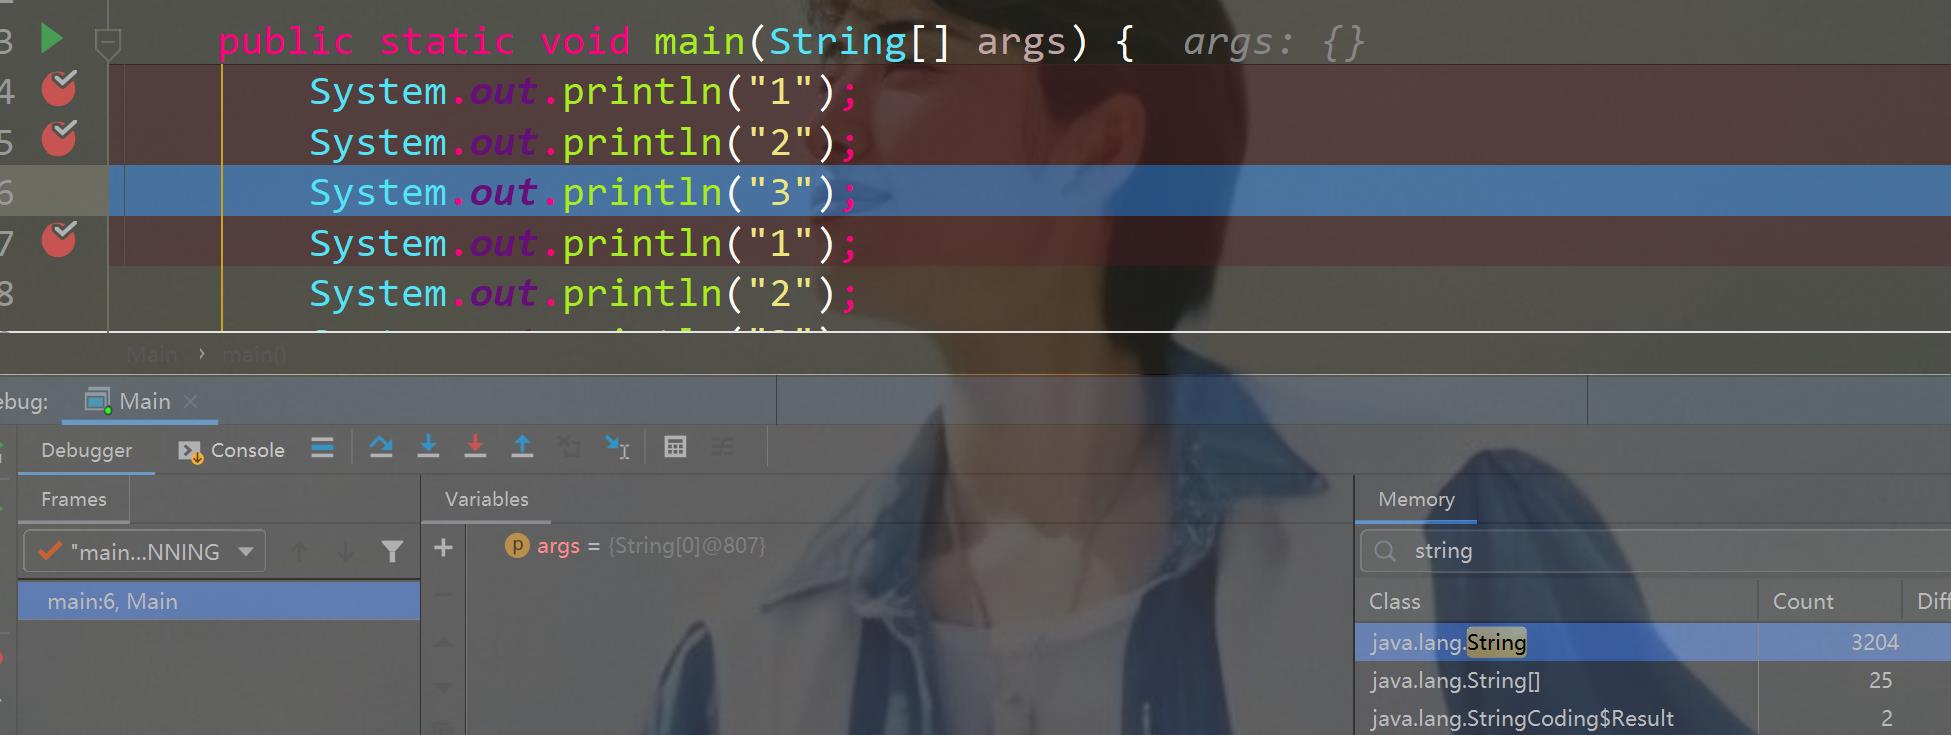 3 public static void main(String[] args) { args: {}
4 System.out.println("1");
5 System.out.println("2");
6 System.out.println("3");
7 System.out.println("1");
8 System.out.println("2");
Main › main()
ebug: Main
Debugger Console
Frames Variables Memory
"main...NNING
args = {String[0]@807}
string
main:6, Main
Class Count Diff
java.lang.String 3204
java.lang.String[] 25
java.lang.StringCoding$Result 2